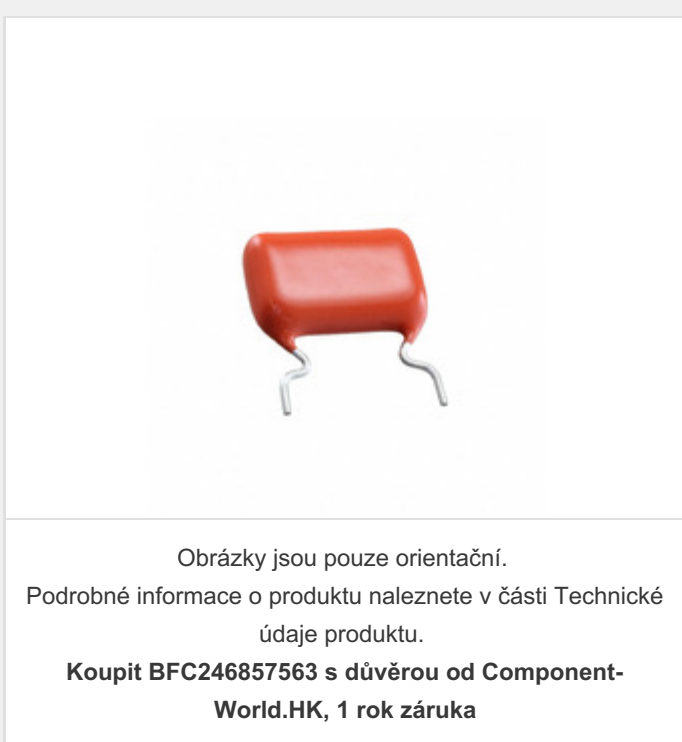 Obrázky jsou pouze orientační.
Podrobné informace o produktu naleznete v části Technické
údaje produktu.
Koupit BFC246857563 s důvěrou od Component-
World.HK, 1 rok záruka